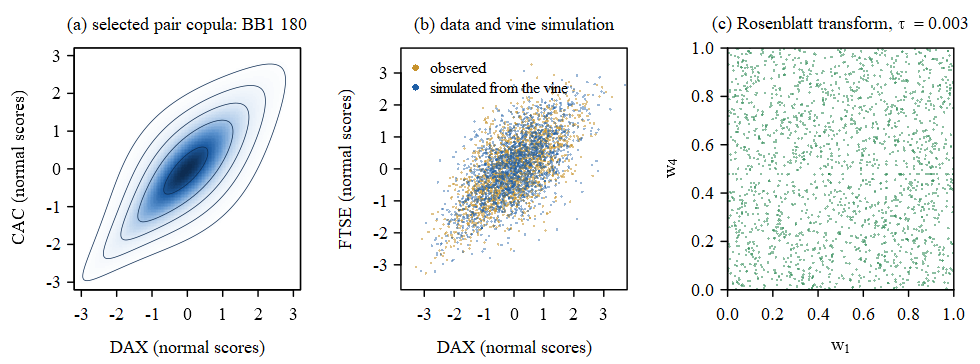 (a) selected pair copula: BB1 180
3
2
1
0
-1
-2
-3
CAC (normal scores)
-3 -2 -1 0 1 2 3
DAX (normal scores)
(b) data and vine simulation
observed
simulated from the vine
3
2
1
0
-1
-2
-3
FTSE (normal scores)
-3 -2 -1 0 1 2 3
DAX (normal scores)
(c) Rosenblatt transform, τ = 0.003
1.0
0.8
0.6
0.4
0.2
0.0
w4
0.0 0.2 0.4 0.6 0.8 1.0
w1